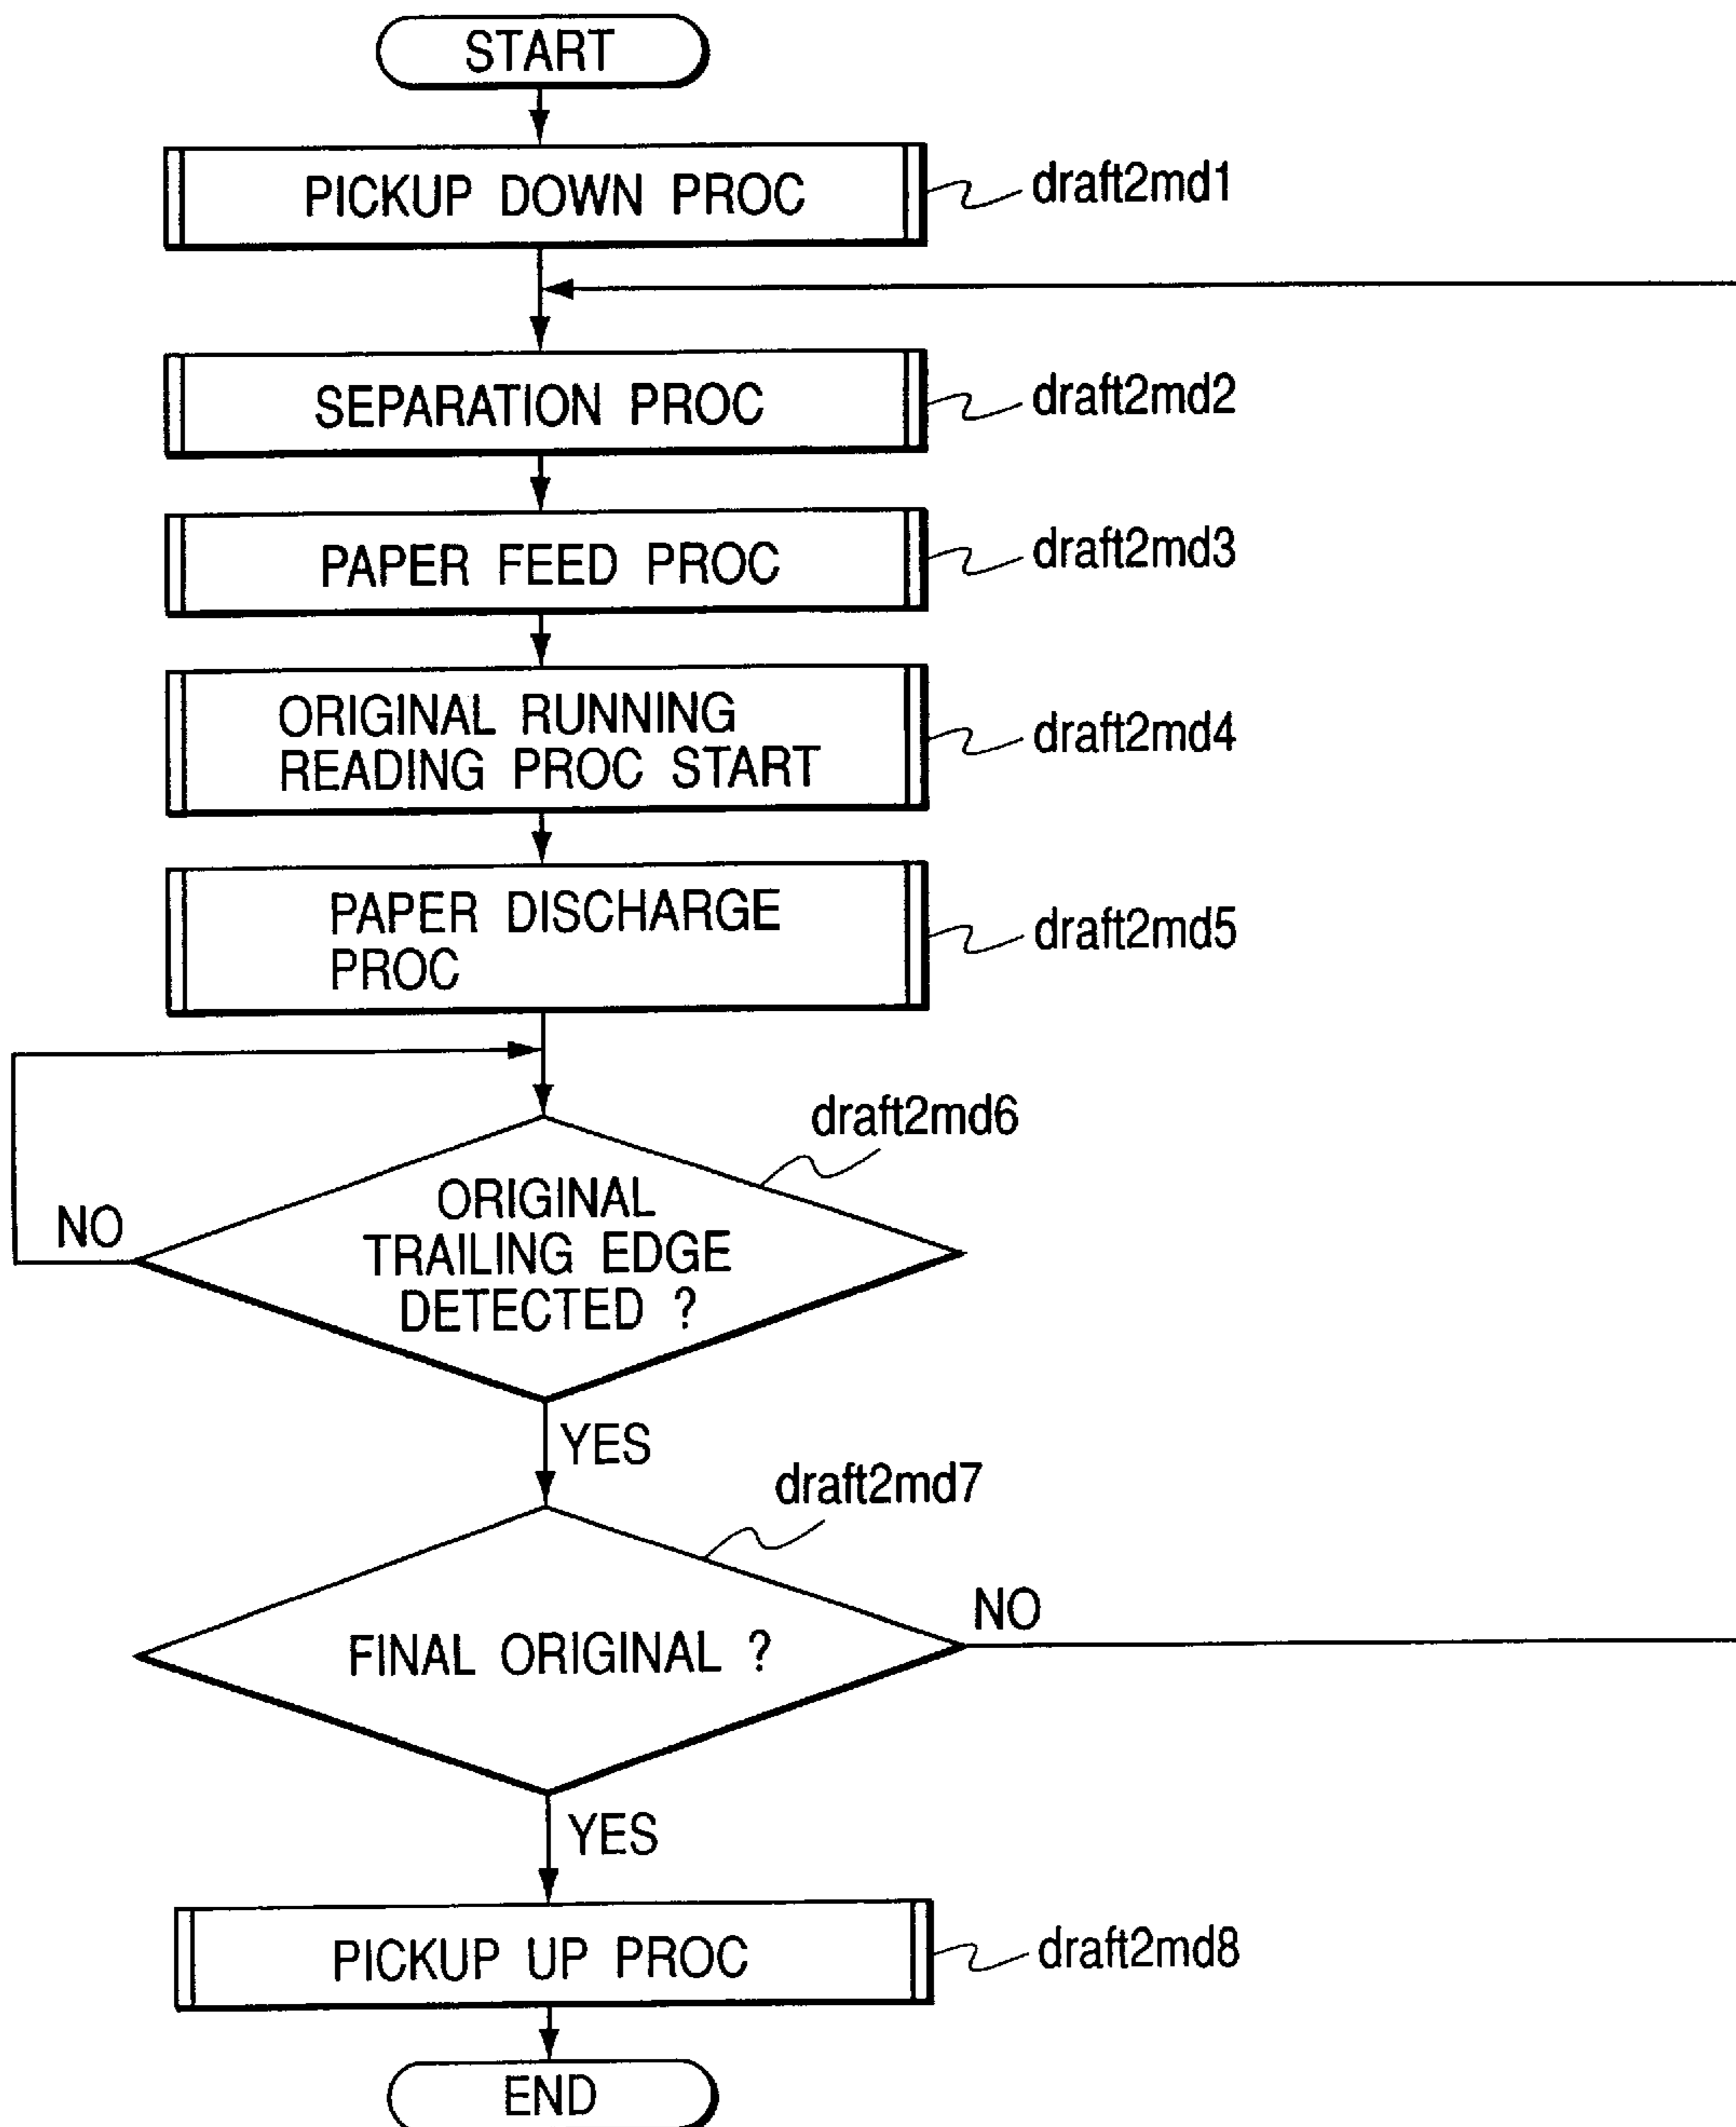 START
PICKUP DOWN PROC
draft2md1
SEPARATION PROC
draft2md2
PAPER FEED PROC
draft2md3
ORIGINAL RUNNING
READING PROC START
draft2md4
PAPER DISCHARGE
PROC
draft2md5
draft2md6
ORIGINAL
TRAILING EDGE
DETECTED ?
NO
YES
draft2md7
FINAL ORIGINAL ?
NO
YES
PICKUP UP PROC
draft2md8
END